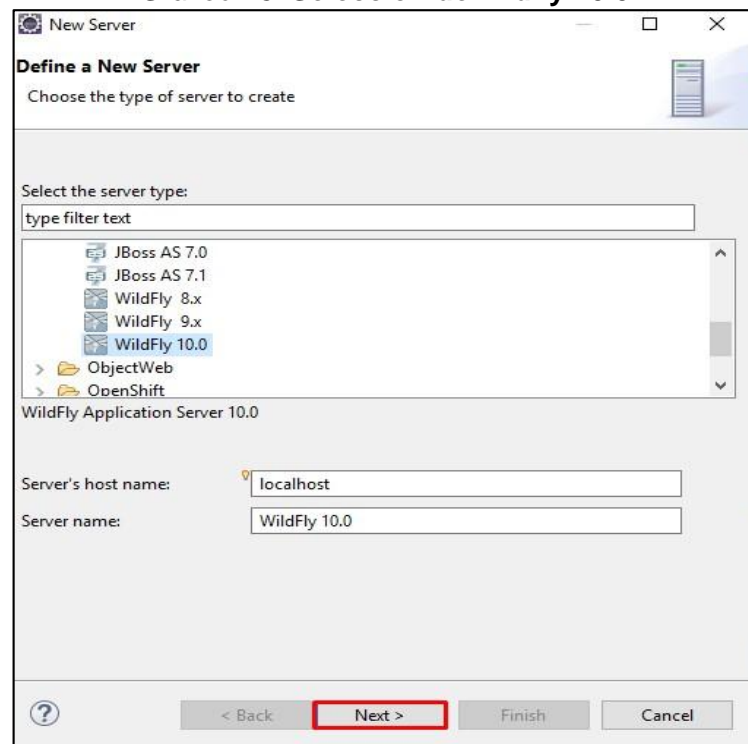 New Server
Define a New Server
Choose the type of server to create
Select the server type:
type filter text
JBoss AS 7.0
JBoss AS 7.1
WildFly 8.x
WildFly 9.x
WildFly 10.0
ObjectWeb
OpenShift
WildFly Application Server 10.0
Server's host name: localhost
Server name: WildFly 10.0
? < Back Next > Finish Cancel